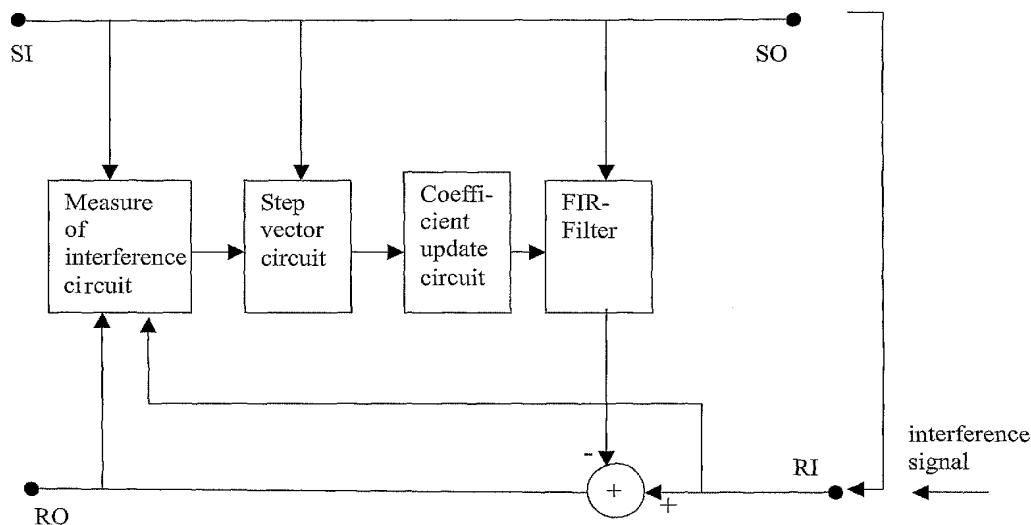 SI
SO
Measure
of
interference
circuit
Step
vector
circuit
Coeffi-
cient
update
circuit
FIR-
Filter
interference
signal
-
+
+
RI
RO